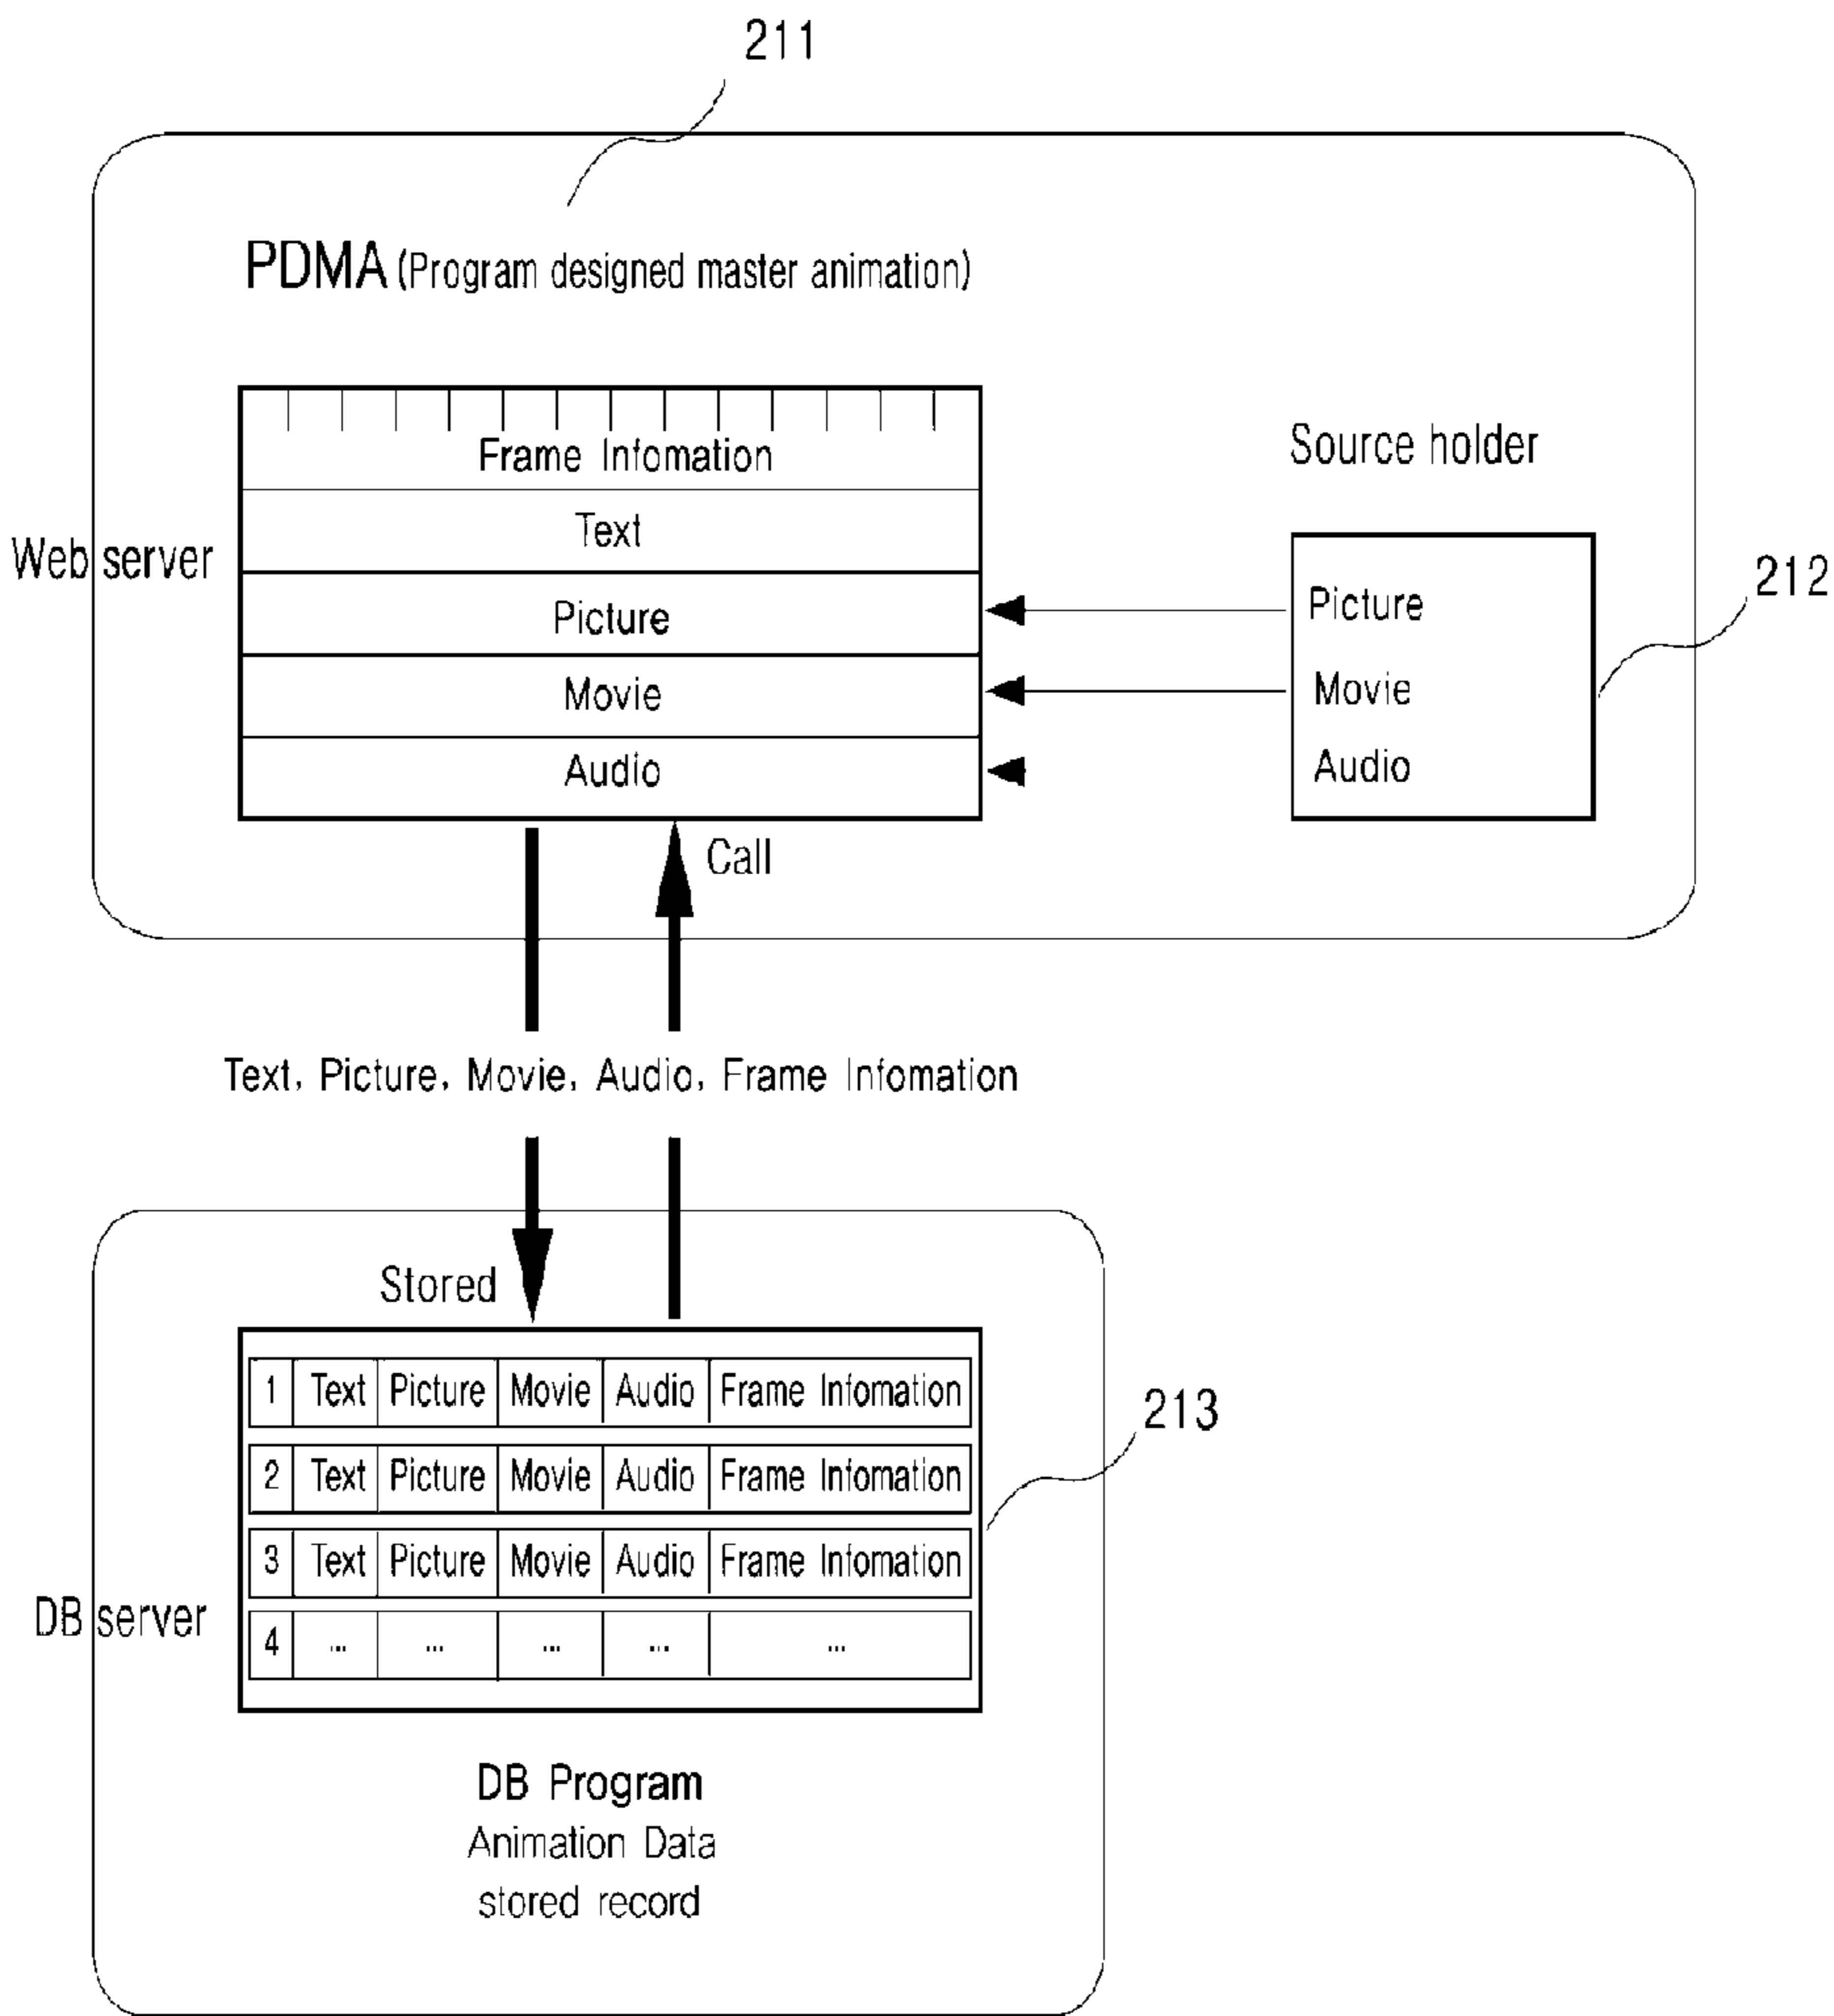 211
PDMA (Program designed master animation)
Frame Infomation
Source holder
Text
Web server
212
Picture
Picture
Movie
Movie
Audio
Audio
Call
Text, Picture, Movie, Audio, Frame Infomation
Stored
1 Text Picture Movie Audio Frame Infomation
213
2 Text Picture Movie Audio Frame Infomation
3 Text Picture Movie Audio Frame Infomation
DB server
4 ... ... ... ... ...
DB Program
Animation Data
stored record